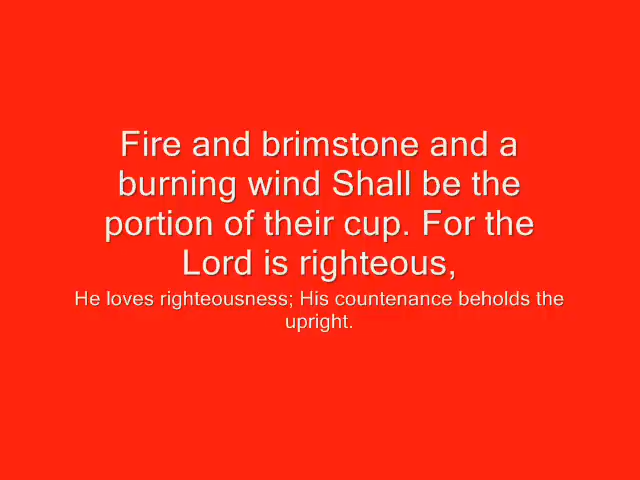 Fire and brimstone and a
burning wind Shall be the
portion of their cup. For the
Lord is righteous,
He loves righteousness; His countenance beholds the
upright.